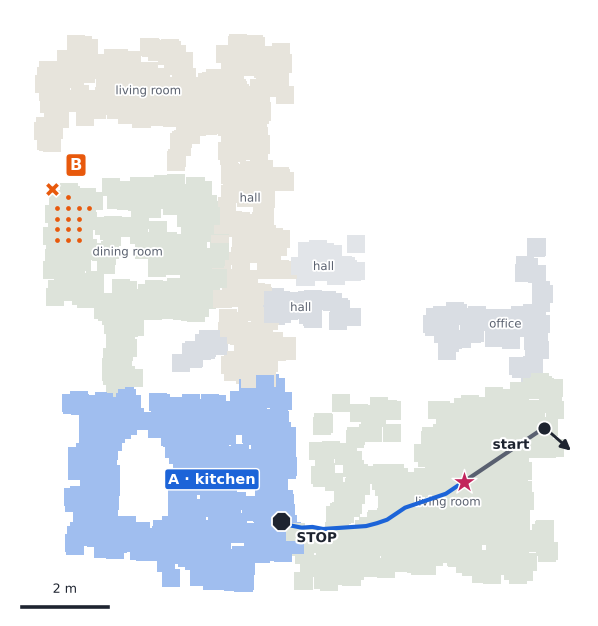 living room
B
hall
dining room
hall
hall
office
start
A · kitchen
living room
STOP
2 m